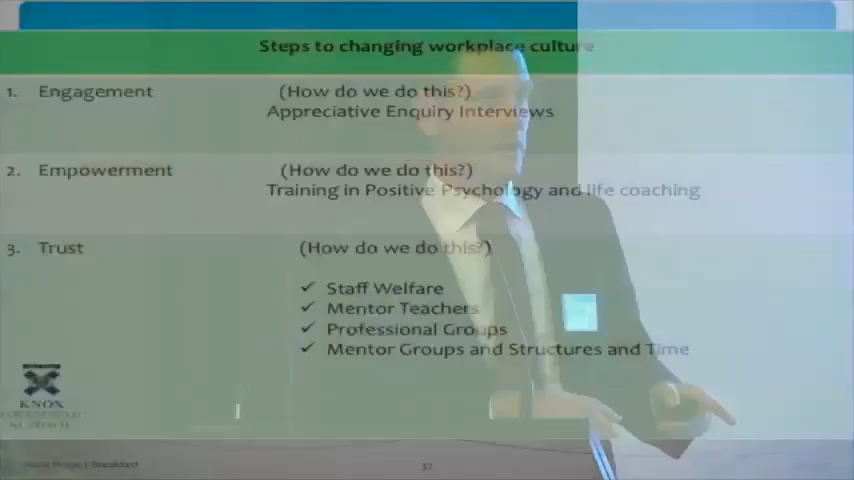 Steps to changing workplace culture
1. Engagement (How do we do this?)
Appreciative Enquiry Interviews
2. Empowerment (How do we do this?)
Training in Positive Psychology and life coaching
3. Trust (How do we do this?)
✓ Staff Welfare
✓ Mentor Teachers
✓ Professional Groups
✓ Mentor Groups and Structures and Time
KNOX
Breakfast